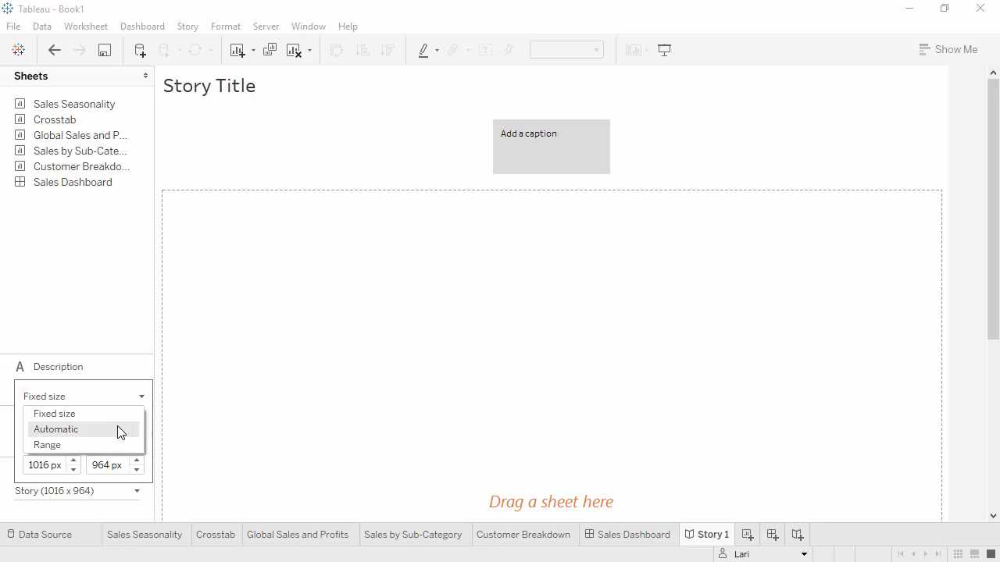 Tableau - Book1
File Data Worksheet Dashboard Story Format Server Window Help
Show Me
Sheets
Sales Seasonality
Crosstab
Global Sales and P...
Sales by Sub-Cate...
Customer Breakdo...
Sales Dashboard
Story Title
Add a caption
Drag a sheet here
A Description
Fixed size
Fixed size
Automatic
Range
1016 px 964 px
Story (1016 x 964)
Data Source Sales Seasonality Crosstab Global Sales and Profits Sales by Sub-Category Customer Breakdown Sales Dashboard Story 1
Lari